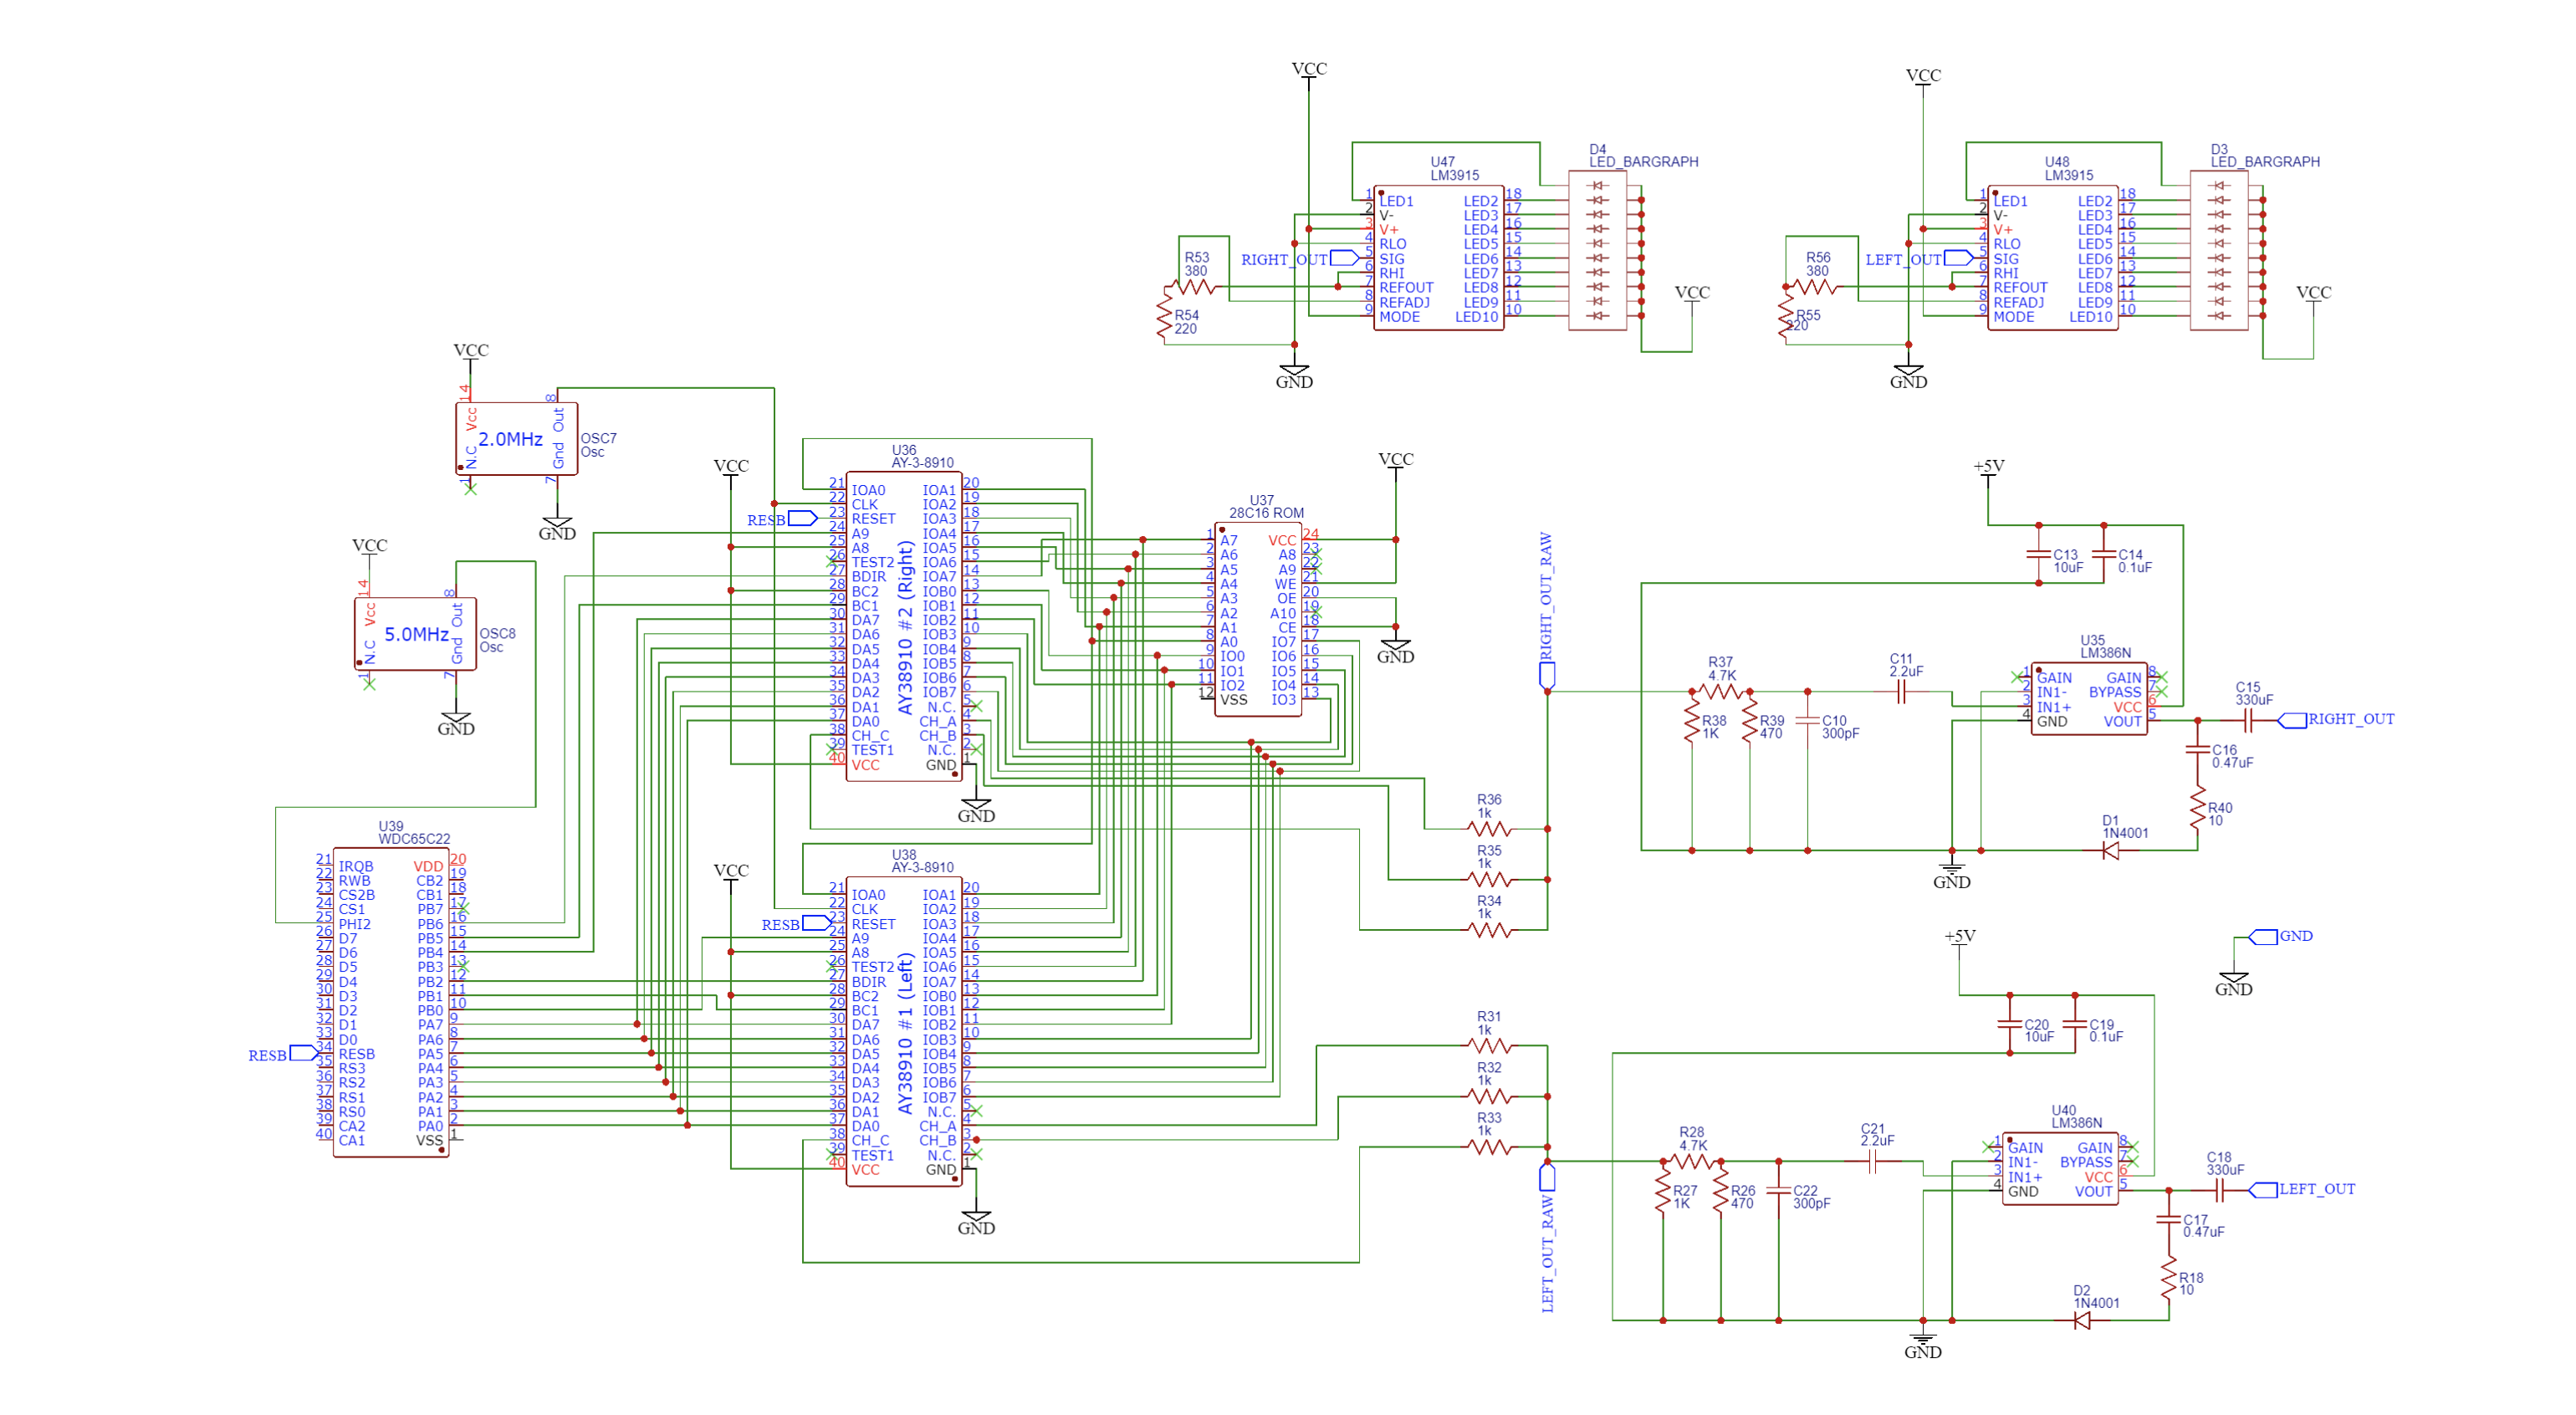 VCC
U47
LM3915
1
2
3
4
5
6
7
8
9
LED1
V-
V+
RLO
SIG
RHI
REFOUT
REFADJ
MODE
LED2
LED3
LED4
LED5
LED6
LED7
LED8
LED9
LED10
18
17
16
15
14
13
12
11
10
D4
LED_BARGRAPH
RIGHT_OUT
R53
380
R54
220
GND
VCC
VCC
U48
LM3915
1
2
3
4
5
6
7
8
9
LED1
V-
V+
RLO
SIG
RHI
REFOUT
REFADJ
MODE
LED2
LED3
LED4
LED5
LED6
LED7
LED8
LED9
LED10
18
17
16
15
14
13
12
11
10
D3
LED_BARGRAPH
LEFT_OUT
R56
380
R55
220
GND
VCC
VCC
14
8
Vcc
Out
2.0MHz
N.C
Gnd
1
7
OSC7
Osc
GND
VCC
14
8
Vcc
Out
5.0MHz
N.C
Gnd
1
7
OSC8
Osc
GND
VCC
RESB
U36
AY-3-8910
AY38910 #2 (Right)
21 IOA0
22 CLK
23 RESET
24 A9
25 A8
26 TEST2
27 BDIR
28 BC2
29 BC1
30 DA7
31 DA6
32 DA5
33 DA4
34 DA3
35 DA2
36 DA1
37 DA0
38 CH_C
39 TEST1
40 VCC
IOA1 20
IOA2 19
IOA3 18
IOA4 17
IOA5 16
IOA6 15
IOA7 14
IOB0 13
IOB1 12
IOB2 11
IOB3 10
IOB4 9
IOB5 8
IOB6 7
IOB7 6
N.C. 5
CH_A 4
CH_B 3
N.C. 2
GND 1
GND
VCC
U37
28C16 ROM
1 A7
2 A6
3 A5
4 A4
5 A3
6 A2
7 A1
8 A0
9 IO0
10 IO1
11 IO2
12 VSS
VCC 24
A8 23
A9 22
WE 21
OE 20
A10 19
CE 18
IO7 17
IO6 16
IO5 15
IO4 14
IO3 13
GND
U39
WDC65C22
21 IRQB
22 RWB
23 CS2B
24 CS1
25 PHI2
26 D7
27 D6
28 D5
29 D4
30 D3
31 D2
32 D1
33 D0
34 RESB
35 RS3
36 RS2
37 RS1
38 RS0
39 CA2
40 CA1
VDD 20
CB2 19
CB1 18
PB7 17
PB6 16
PB5 15
PB4 14
PB3 13
PB2 12
PB1 11
PB0 10
PA7 9
PA6 8
PA5 7
PA4 6
PA3 5
PA2 4
PA1 3
PA0 2
VSS 1
RESB
VCC
RESB
U38
AY-3-8910
AY38910 #1 (Left)
21 IOA0
22 CLK
23 RESET
24 A9
25 A8
26 TEST2
27 BDIR
28 BC2
29 BC1
30 DA7
31 DA6
32 DA5
33 DA4
34 DA3
35 DA2
36 DA1
37 DA0
38 CH_C
39 TEST1
40 VCC
IOA1 20
IOA2 19
IOA3 18
IOA4 17
IOA5 16
IOA6 15
IOA7 14
IOB0 13
IOB1 12
IOB2 11
IOB3 10
IOB4 9
IOB5 8
IOB6 7
IOB7 6
N.C. 5
CH_A 4
CH_B 3
N.C. 2
GND 1
GND
RIGHT_OUT_RAW
R36
1k
R35
1k
R34
1k
R31
1k
R32
1k
R33
1k
LEFT_OUT_RAW
+5V
C13
10uF
C14
0.1uF
R37
4.7K
R38
1K
R39
470
C10
300pF
C11
2.2uF
U35
LM386N
1 GAIN
2 IN1-
3 IN1+
4 GND
GAIN 8
BYPASS 7
VCC 6
VOUT 5
C15
330uF
RIGHT_OUT
C16
0.47uF
R40
10
D1
1N4001
GND
GND
GND
+5V
C20
10uF
C19
0.1uF
R28
4.7K
R27
1K
R26
470
C22
300pF
C21
2.2uF
U40
LM386N
1 GAIN
2 IN1-
3 IN1+
4 GND
GAIN 8
BYPASS 7
VCC 6
VOUT 5
C18
330uF
LEFT_OUT
C17
0.47uF
R18
10
D2
1N4001
GND